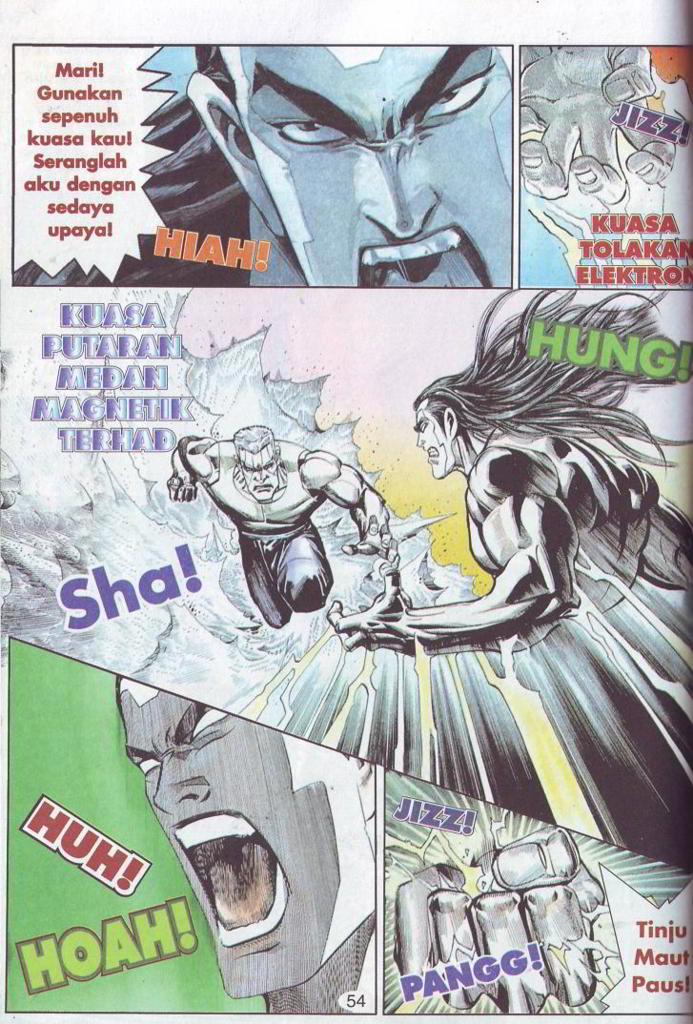 Mari!
Gunakan
sepenuh
kuasa kau!
Seranglah
aku dengan
sedaya
upaya!
HIAH!
JIZZ!
KUASA
TOLAKAN
ELEKTRON
KUASA
PUTARAN
MEDAN
MAGNETIK
TERHAD
HUNG!
Sha!
HUH!
HOAH!
JIZZ!
PANGG!
Tinju
Maut
Paus!
54